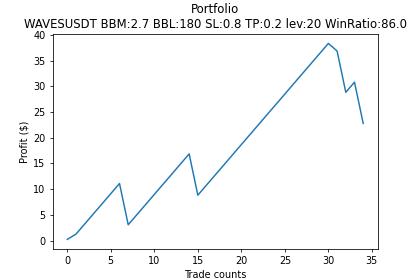 Portfolio
WAVESUSDT BBM:2.7 BBL:180 SL:0.8 TP:0.2 lev:20 WinRatio:86.0
40
35
30
25
20
15
10
5
0
Profit ($)
0 5 10 15 20 25 30 35
Trade counts